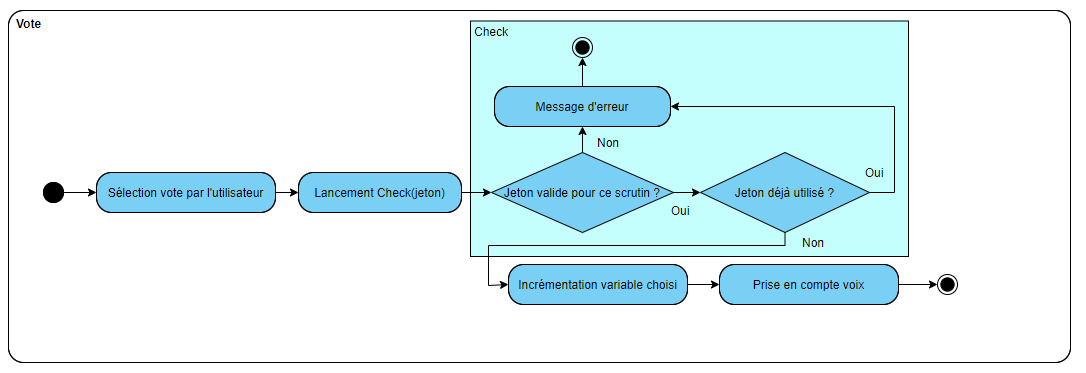 Vote
Check
Message d'erreur
Non
Sélection vote par l'utilisateur
Lancement Check(jeton)
Jeton valide pour ce scrutin ?
Oui
Jeton déjà utilisé ?
Oui
Non
Incrémentation variable choisi
Prise en compte voix